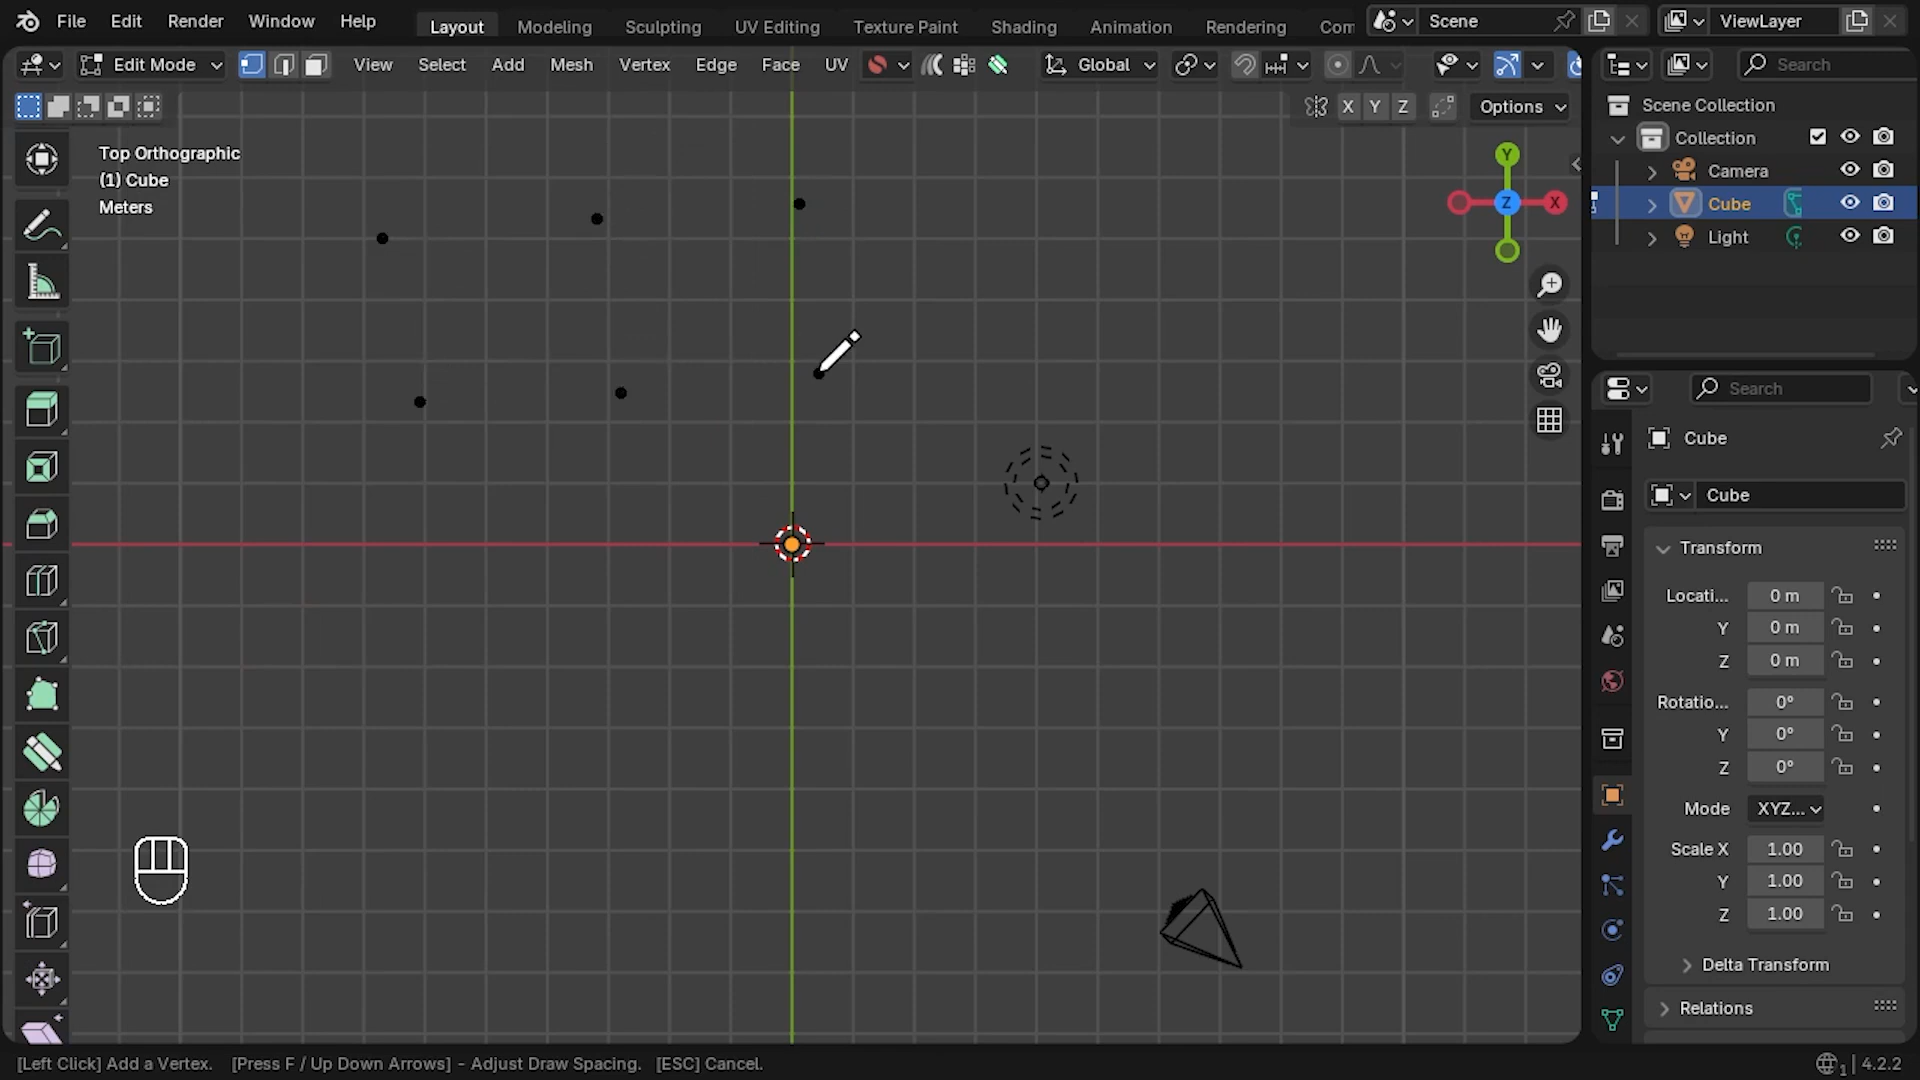 File Edit Render Window Help Layout Modeling Sculpting UV Editing Texture Paint Shading Animation Rendering Com Scene ViewLayer
Edit Mode View Select Add Mesh Vertex Edge Face UV Global Search
X Y Z Options
Scene Collection
Collection
Camera
Cube
Light
Top Orthographic
(1) Cube
Meters
Y
Z X
Search
Cube
Cube
Transform
Locati... 0 m
Y 0 m
Z 0 m
Rotatio... 0°
Y 0°
Z 0°
Mode XYZ...
Scale X 1.00
Y 1.00
Z 1.00
Delta Transform
Relations
[Left Click] Add a Vertex. [Press F / Up Down Arrows] - Adjust Draw Spacing. [ESC] Cancel. 1 4.2.2